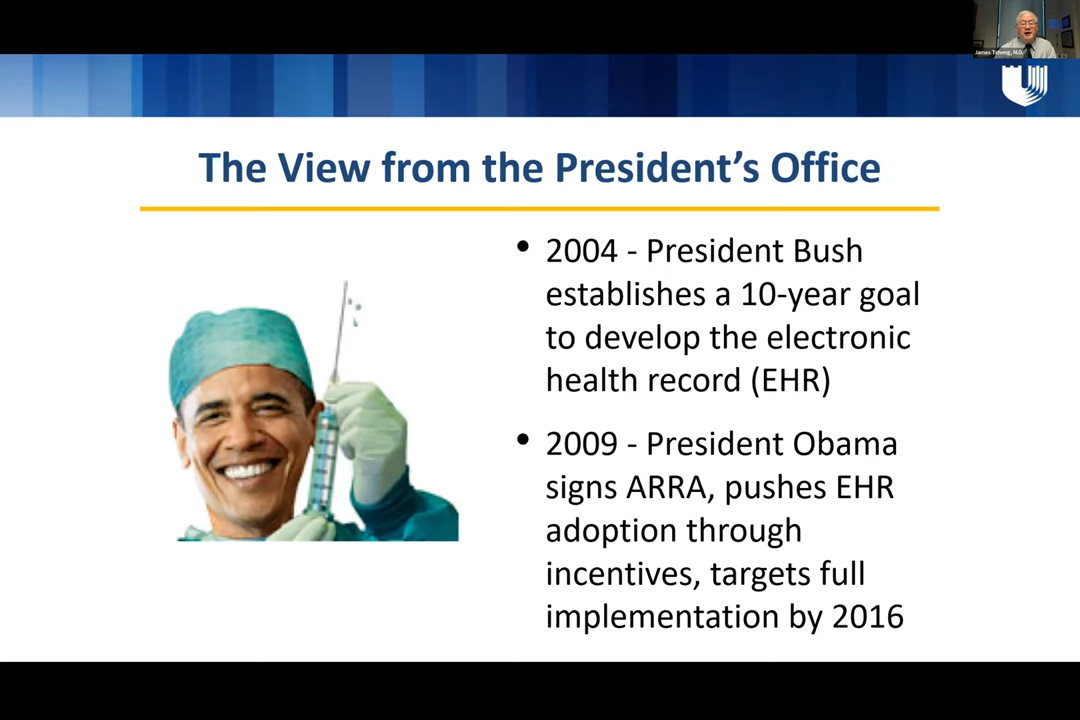 James Tcheng, M.D.
The View from the President's Office
• 2004 - President Bush
establishes a 10-year goal
to develop the electronic
health record (EHR)
• 2009 - President Obama
signs ARRA, pushes EHR
adoption through
incentives, targets full
implementation by 2016